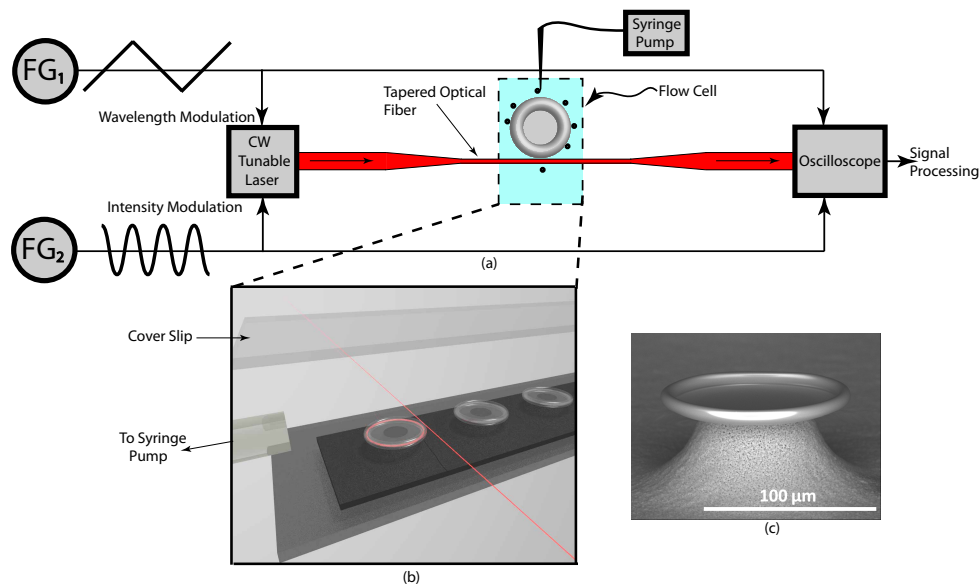 Syringe
Pump
FG1
Tapered Optical
Fiber
Flow Cell
Wavelength Modulation
CW
Tunable
Laser
Oscilloscope
Signal
Processing
Intensity Modulation
FG2
(a)
Cover Slip
To Syringe
Pump
100 µm
(c)
(b)